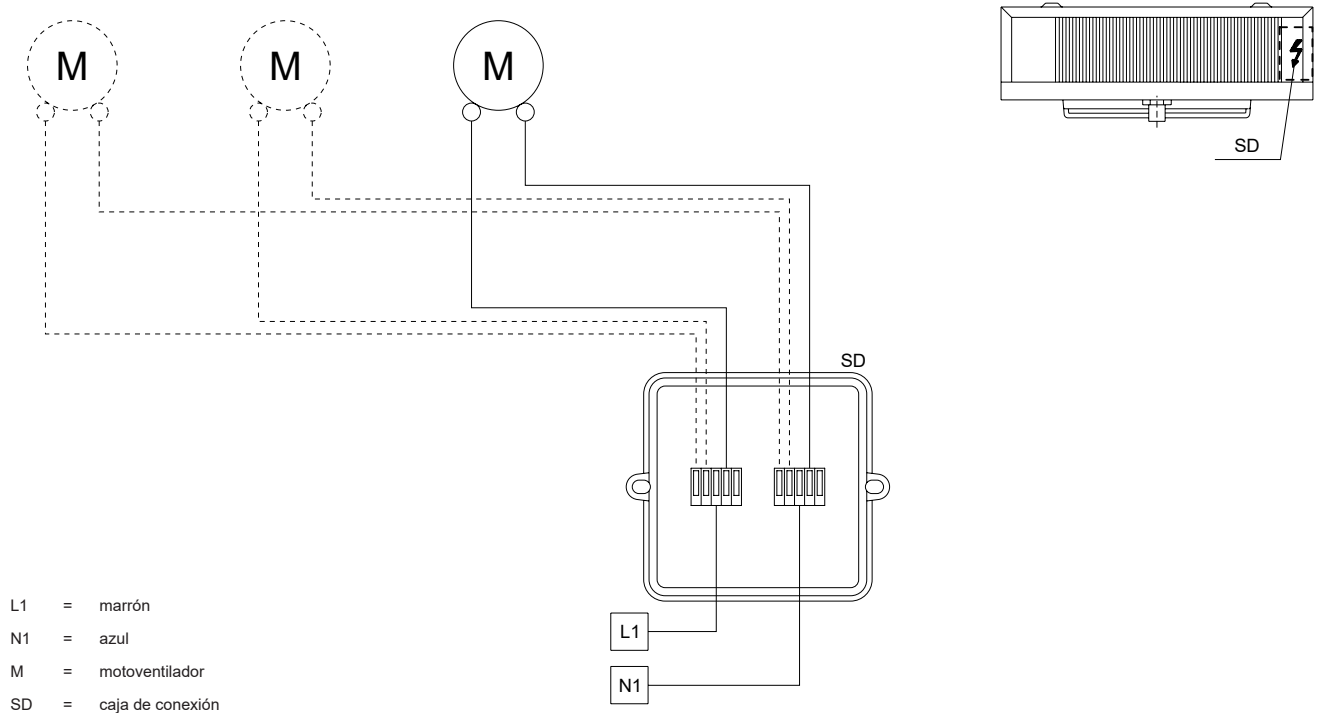 M
M
M
SD
SD
L1
N1
L1 = marrón
N1 = azul
M = motoventilador
SD = caja de conexión